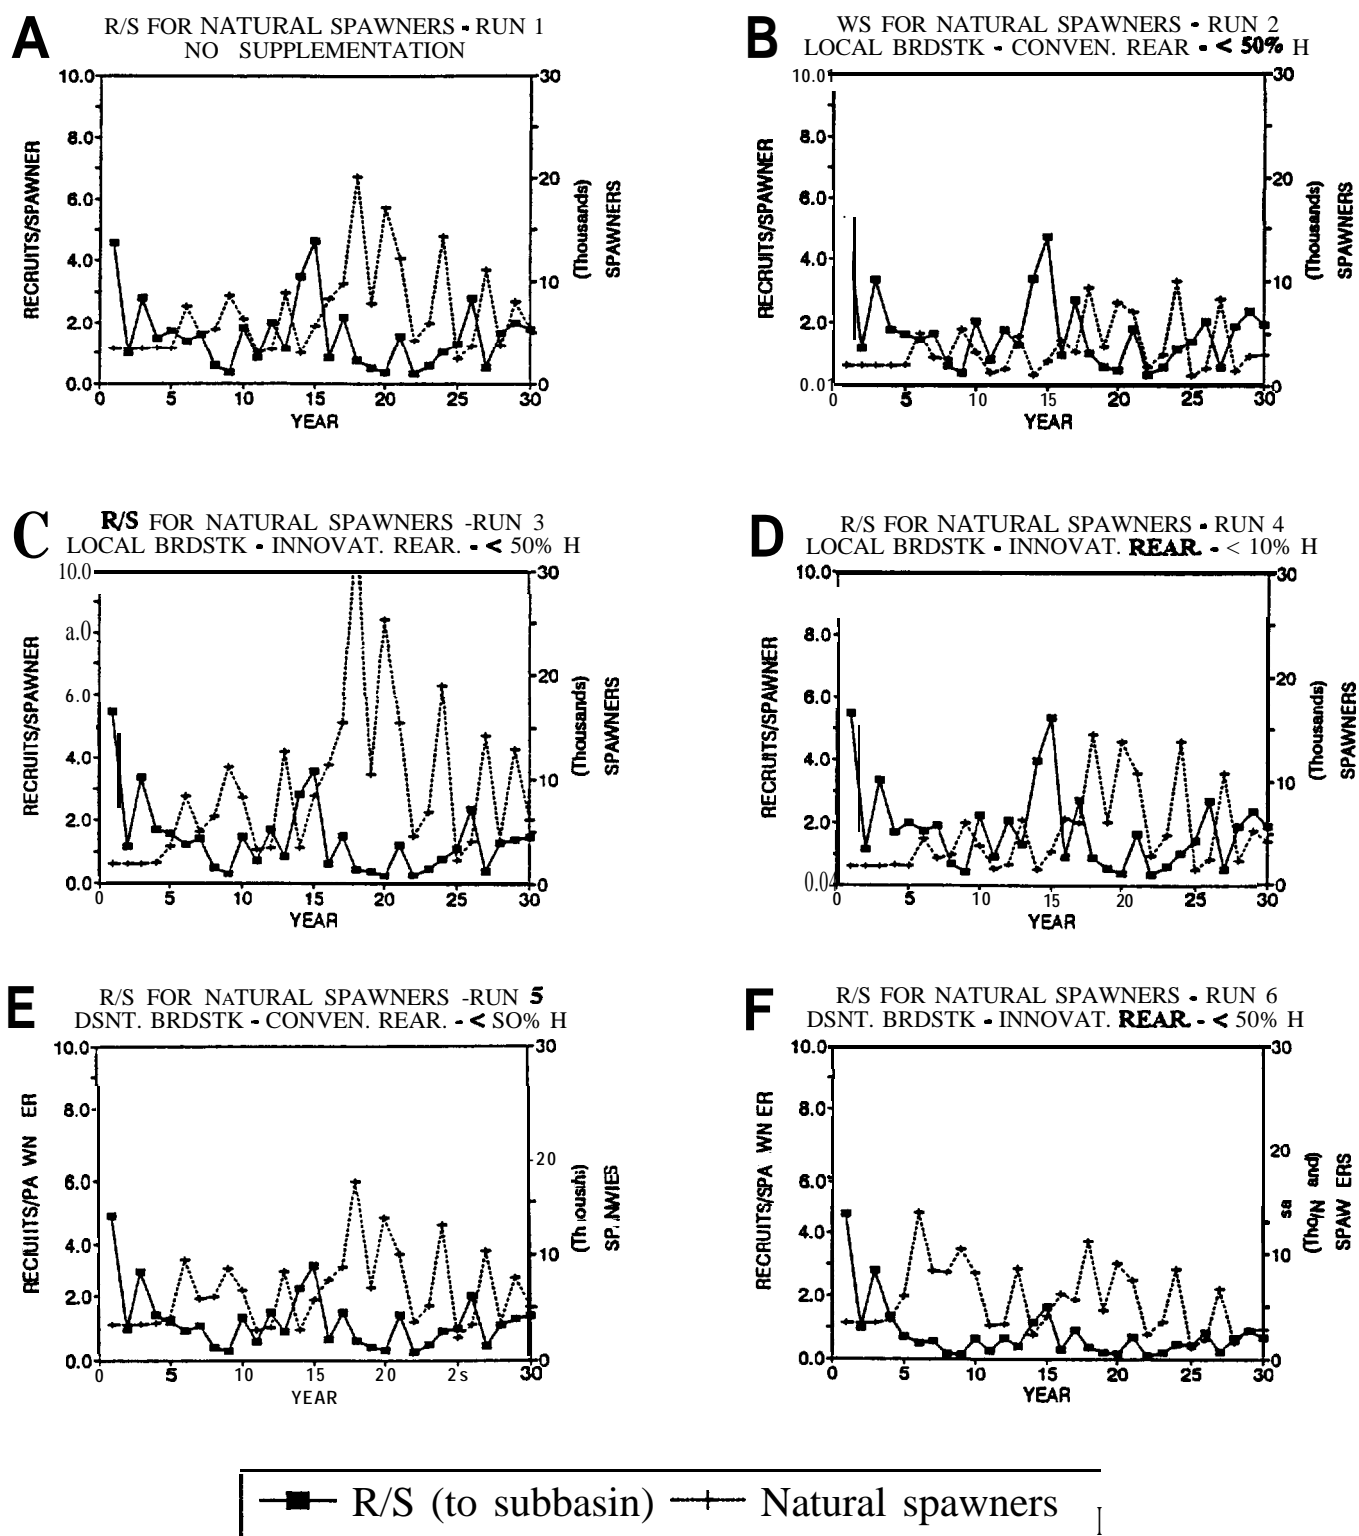 A
R/S FOR NATURAL SPAWNERS - RUN 1
NO SUPPLEMENTATION
10.0
8.0
6.0
4.0
2.0
0.0
RECRUITS/SPAWNER
30
20
10
0
(Thousands)
SPAWNERS
0 5 10 15 20 25 30
YEAR
B
WS FOR NATURAL SPAWNERS - RUN 2
LOCAL BRDSTK - CONVEN. REAR - < 50% H
10.0
8.0
6.0
4.0
2.0
0.01
RECRUITS/SPAWNER
30
20
10
0
(Thousands)
SPAWNERS
0 5 10 15 20 25 30
YEAR
C
R/S FOR NATURAL SPAWNERS -RUN 3
LOCAL BRDSTK - INNOVAT. REAR. - < 50% H
10.0
a.0
6.0
4.0
2.0
0.0
RECRUITS/SPAWNER
30
20
10
0
(Thousands)
SPAWNERS
0 5 10 15 20 25 30
YEAR
D
R/S FOR NATURAL SPAWNERS - RUN 4
LOCAL BRDSTK - INNOVAT. REAR. - < 10% H
10.0
8.0
6.0
4.0
2.0
0.0
RECRUITS/SPAWNER
30
20
10
0
(Thousands)
SPAWNERS
0 5 10 15 20 25 30
YEAR
E
R/S FOR NATURAL SPAWNERS -RUN 5
DSNT. BRDSTK - CONVEN. REAR. - < SO% H
10.0
8.0
6.0
4.0
2.0
0.0
30
20
10
0
0 5 10 15 20 2s 30
YEAR
F
R/S FOR NATURAL SPAWNERS - RUN 6
DSNT. BRDSTK - INNOVAT. REAR. - < 50% H
10.0
8.0
6.0
4.0
2.0
0.0
RECRUITS/SPA WN ER
30
20
10
0
SPAW ERS
0 5 10 15 20 25 30
YEAR
R/S (to subbasin) Natural spawners